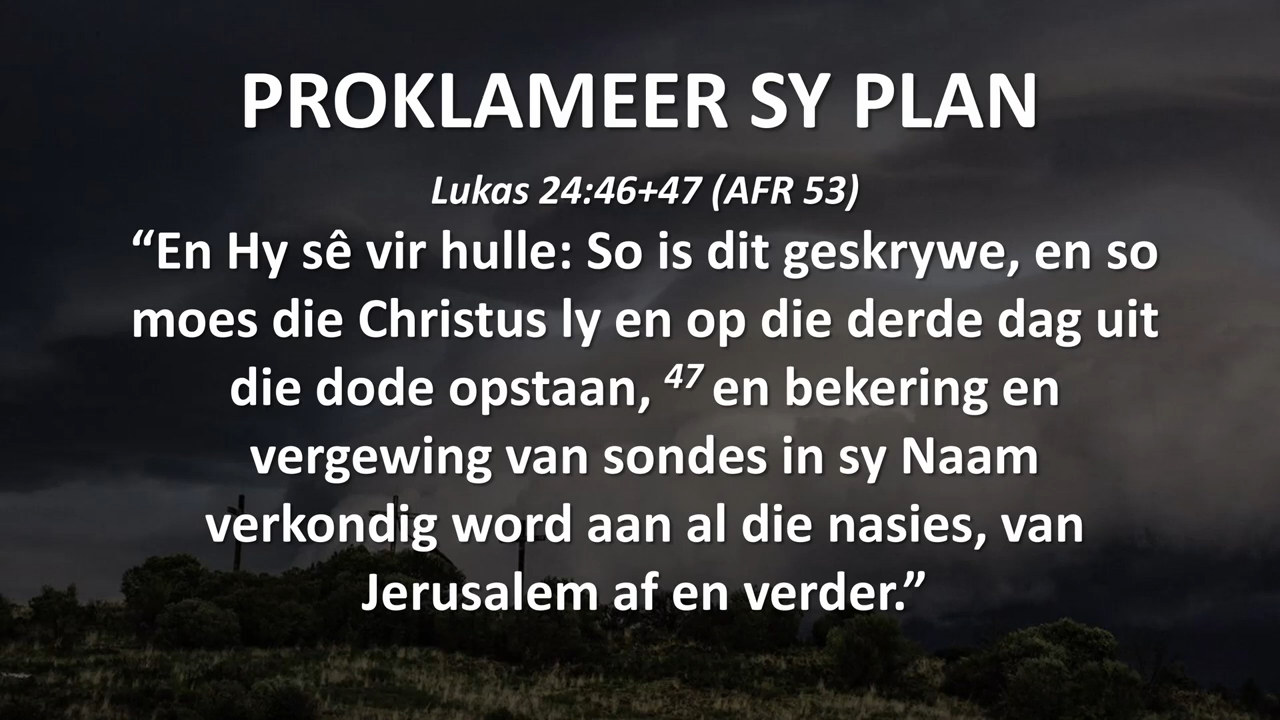 PROKLAMEER SY PLAN
Lukas 24:46+47 (AFR 53)
“En Hy sê vir hulle: So is dit geskrywe, en so
moes die Christus ly en op die derde dag uit
die dode opstaan, 47 en bekering en
vergewing van sondes in sy Naam
verkondig word aan al die nasies, van
Jerusalem af en verder.”